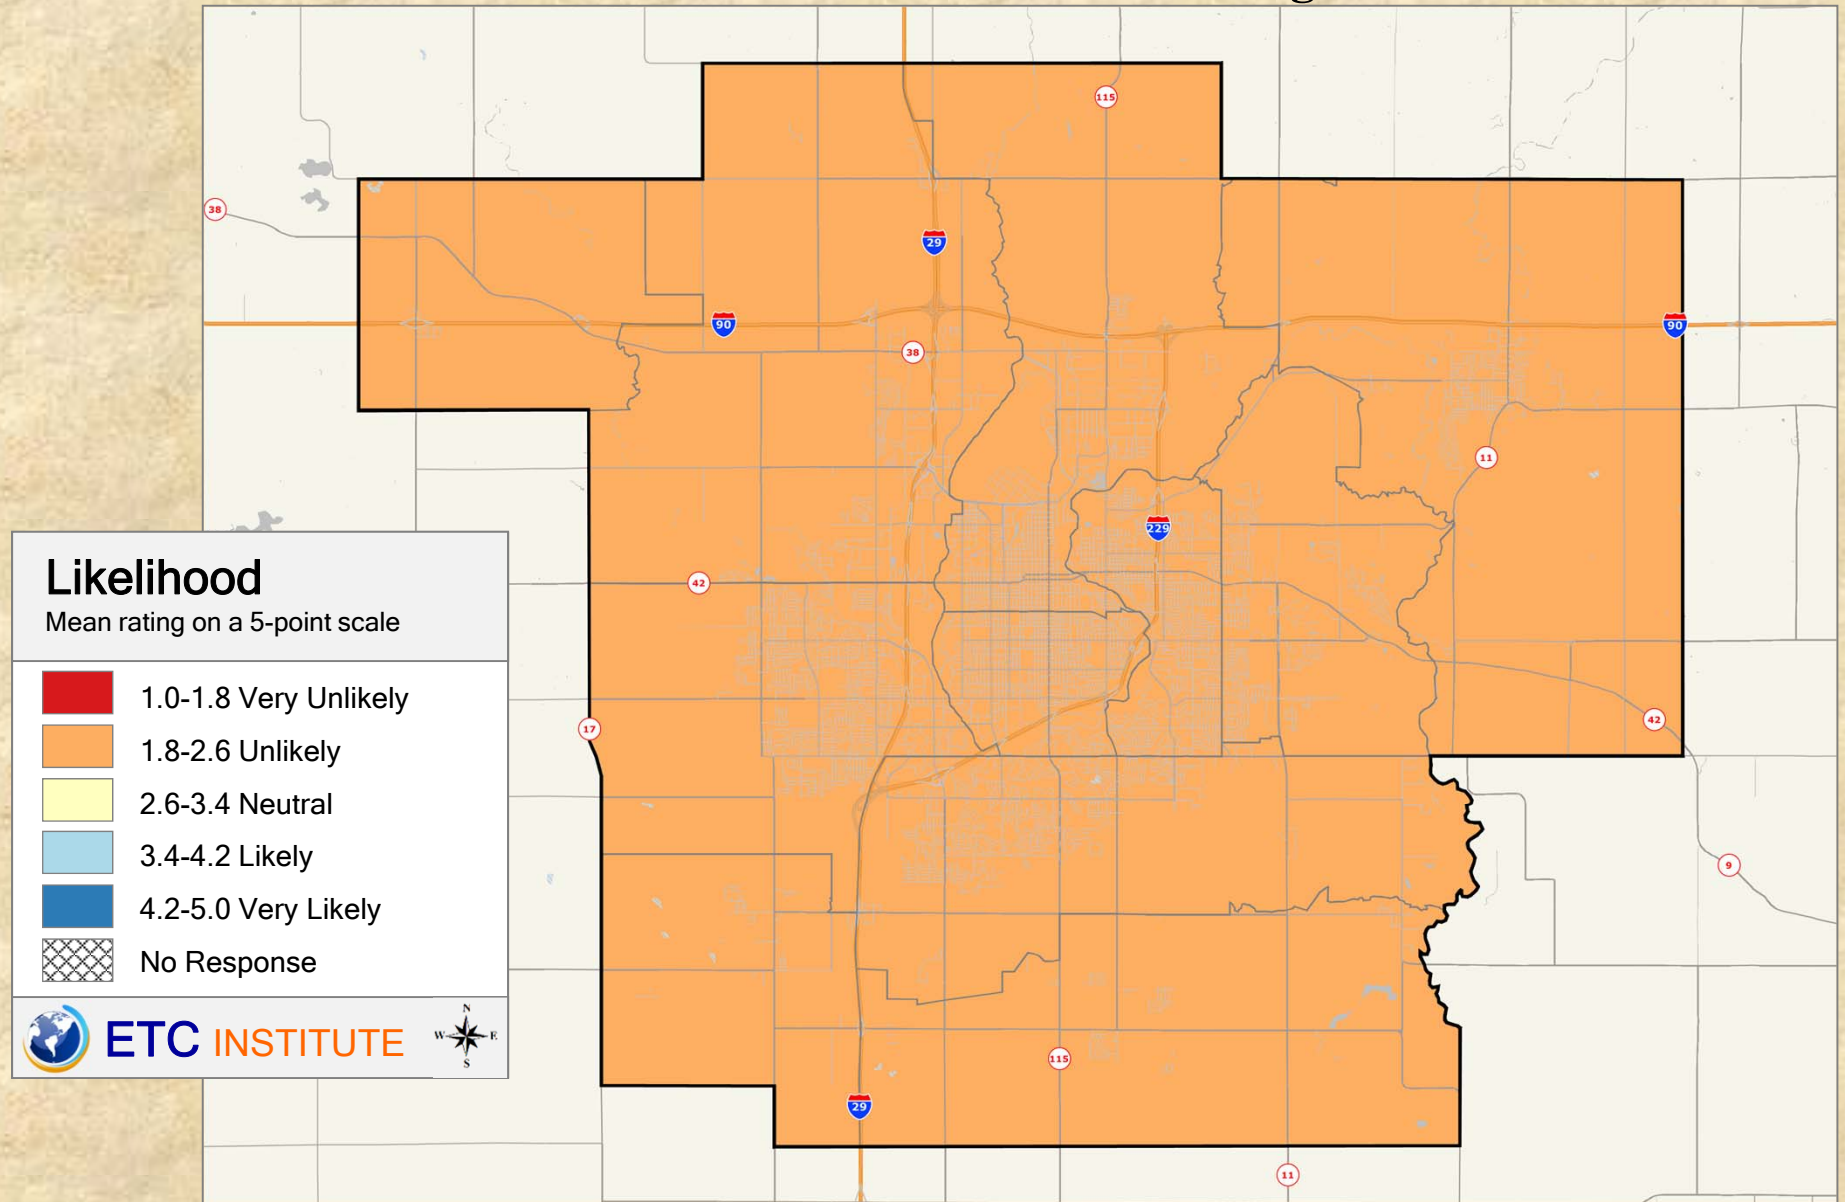 115
38
29
90
90
38
11
229
42
17
42
9
115
29
11
Likelihood
Mean rating on a 5-point scale
1.0-1.8 Very Unlikely
1.8-2.6 Unlikely
2.6-3.4 Neutral
3.4-4.2 Likely
4.2-5.0 Very Likely
No Response
ETC INSTITUTE
N
W E
S